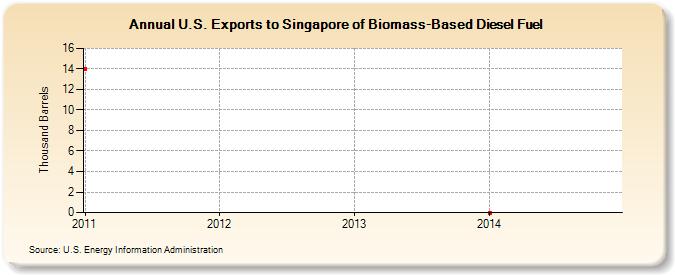 Annual U.S. Exports to Singapore of Biomass-Based Diesel Fuel
Thousand Barrels
16
14
12
10
8
6
4
2
0
2011 2012 2013 2014
Source: U.S. Energy Information Administration